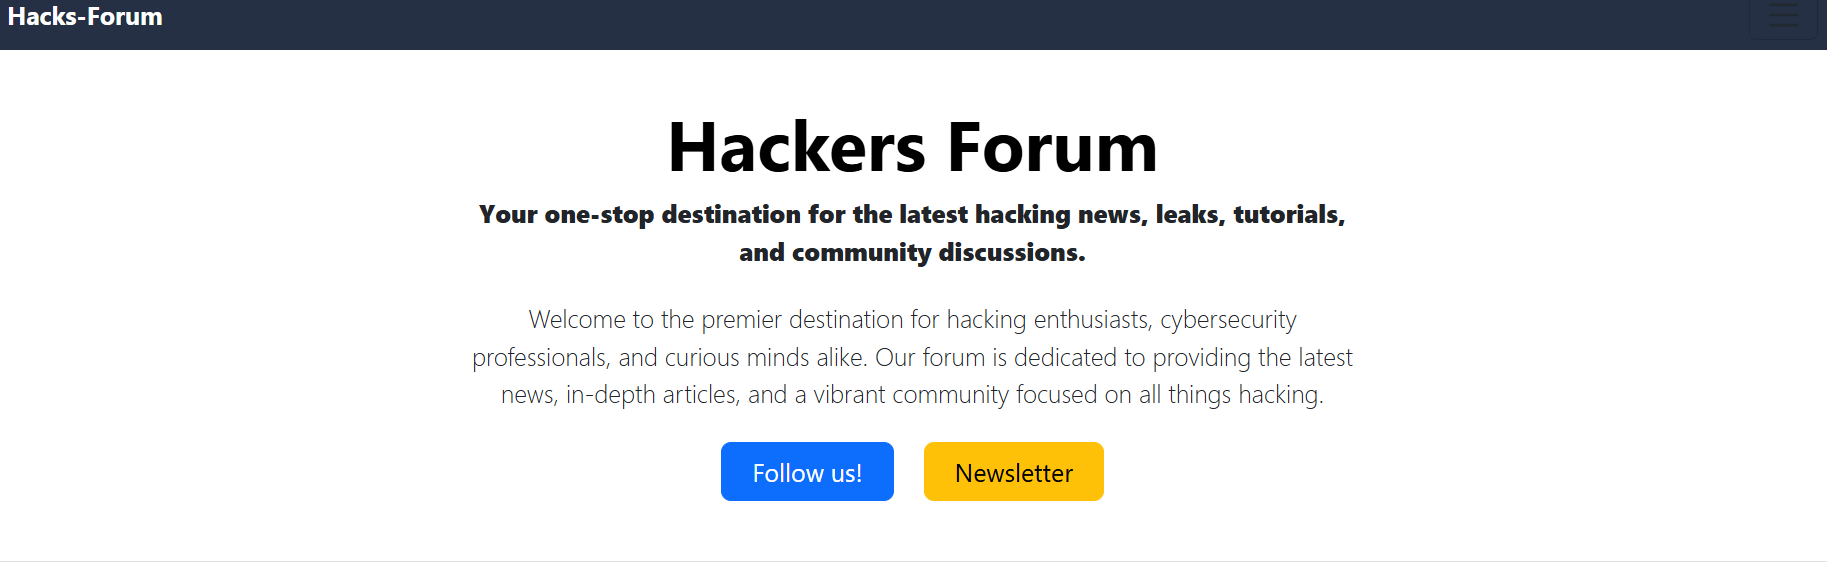 Hacks-Forum
Hackers Forum
Your one-stop destination for the latest hacking news, leaks, tutorials,
and community discussions.
Welcome to the premier destination for hacking enthusiasts, cybersecurity
professionals, and curious minds alike. Our forum is dedicated to providing the latest
news, in-depth articles, and a vibrant community focused on all things hacking.
Follow us!
Newsletter